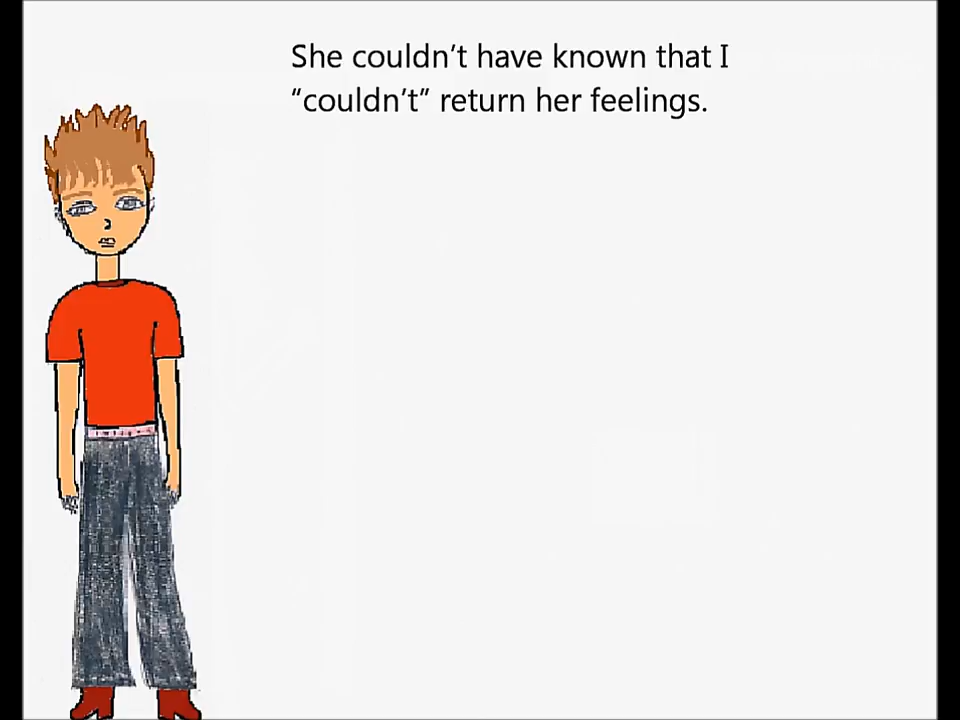 She couldn’t have known that I
“couldn’t” return her feelings.